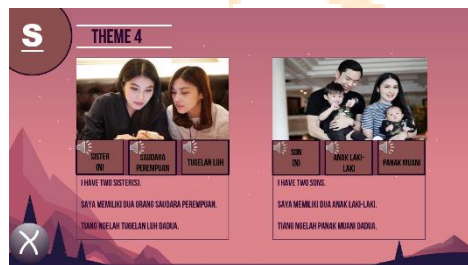 S
THEME 4
SISTER
(N)
SAUDARA
PEREMPUAN
TUGELAN LUH
I HAVE TWO SISTER(S).
SAYA MEMILIKI DUA ORANG SAUDARA PEREMPUAN.
TIANG NGELAH TUGELAN LUH DADUA.
SON
(N)
ANAK LAKI-
LAKI
PANAK MUANI
I HAVE TWO SONS.
SAYA MEMILIKI DUA ANAK LAKI-LAKI.
TIANG NGELAH PANAK MUANI DADUA.
X